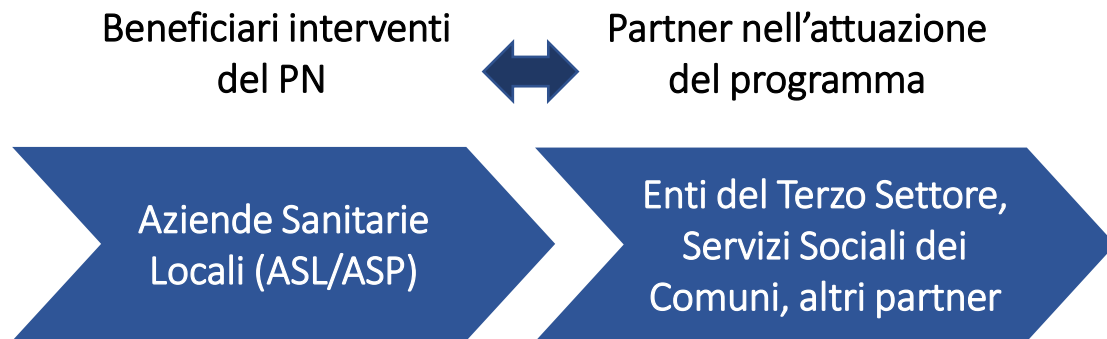 Beneficiari interventi
del PN
Partner nell'attuazione
del programma
Aziende Sanitarie
Locali (ASL/ASP)
Enti del Terzo Settore,
Servizi Sociali dei
Comuni, altri partner